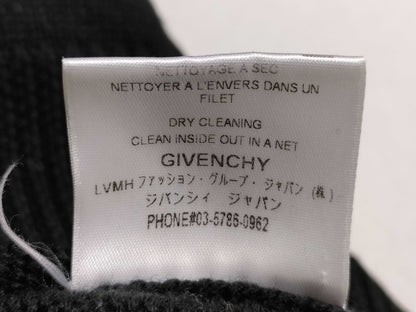 NETTOYAGE A SEC
NETTOYER A L'ENVERS DANS UN
FILET
DRY CLEANING
CLEAN INSIDE OUT IN A NET
GIVENCHY
LVMH ファッション・グループ・ジャパン (株)
ジバンシィ ジャパン
PHONE#03-5786-0962